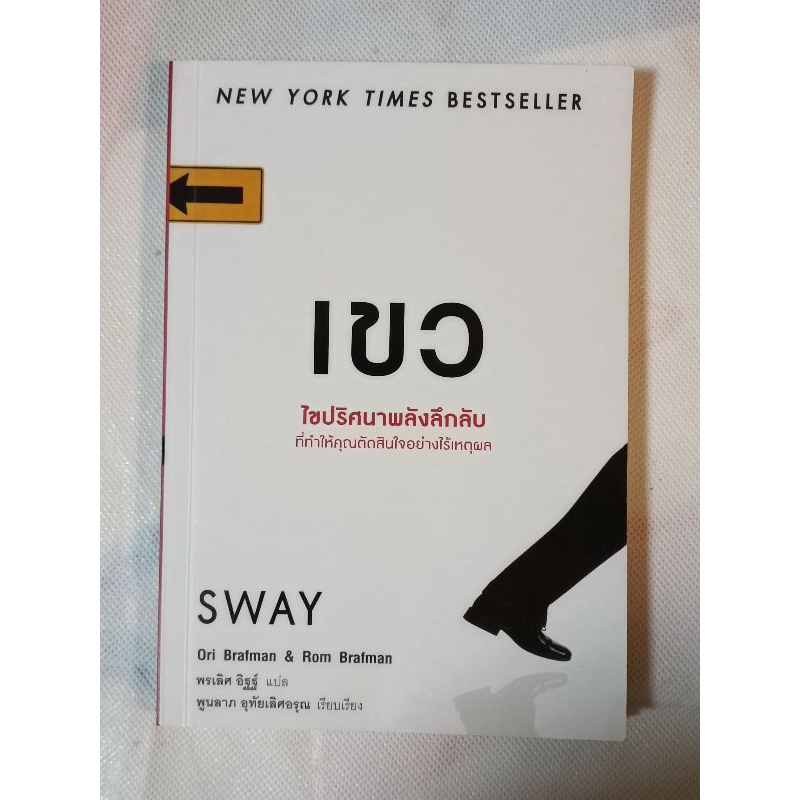 NEW YORK TIMES BESTSELLER
เขว
ไขปริศนาพลังลึกลับ
ที่ทำให้คุณตัดสินใจอย่างไร้เหตุผล
SWAY
Ori Brafman & Rom Brafman
พรเลิศ อิฐฐ์ แปล
พูนลาภ อุทัยเลิศอรุณ เรียบเรียง